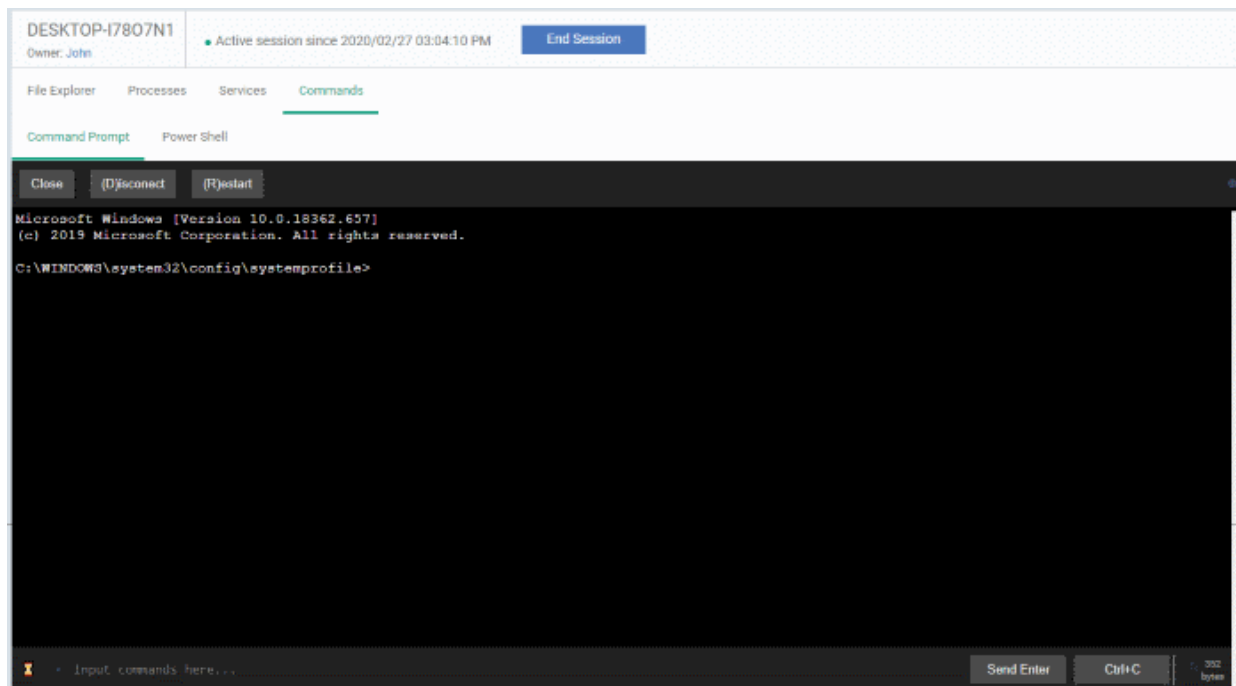 DESKTOP-I78O7N1
Owner: John
Active session since 2020/02/27 03:04:10 PM
End Session
File Explorer Processes Services Commands
Command Prompt Power Shell
Close (D)isconect (R)estart
Microsoft Windows [Version 10.0.18362.657]
(c) 2019 Microsoft Corporation. All rights reserved.
C:\WINDOWS\system32\config\systemprofile>
Input commands here...
Send Enter Ctrl+C 352
bytes